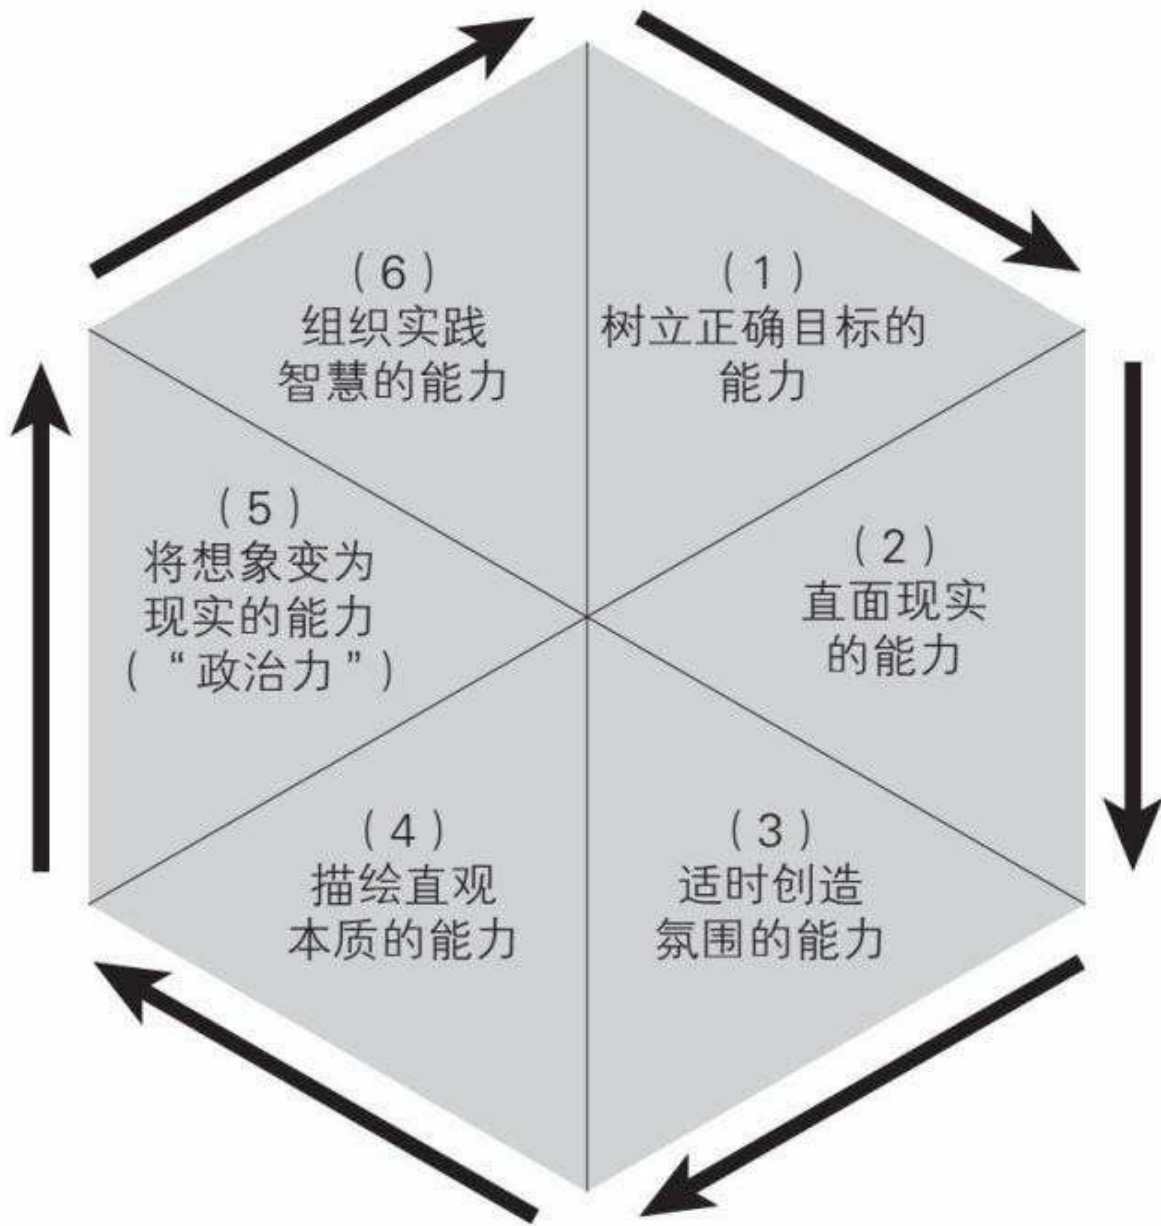 （1）
树立正确目标的
能力
（2）
直面现实
的能力
（3）
适时创造
氛围的能力
（4）
描绘直观
本质的能力
（5）
将想象变为
现实的能力
（“政治力”）
（6）
组织实践
智慧的能力